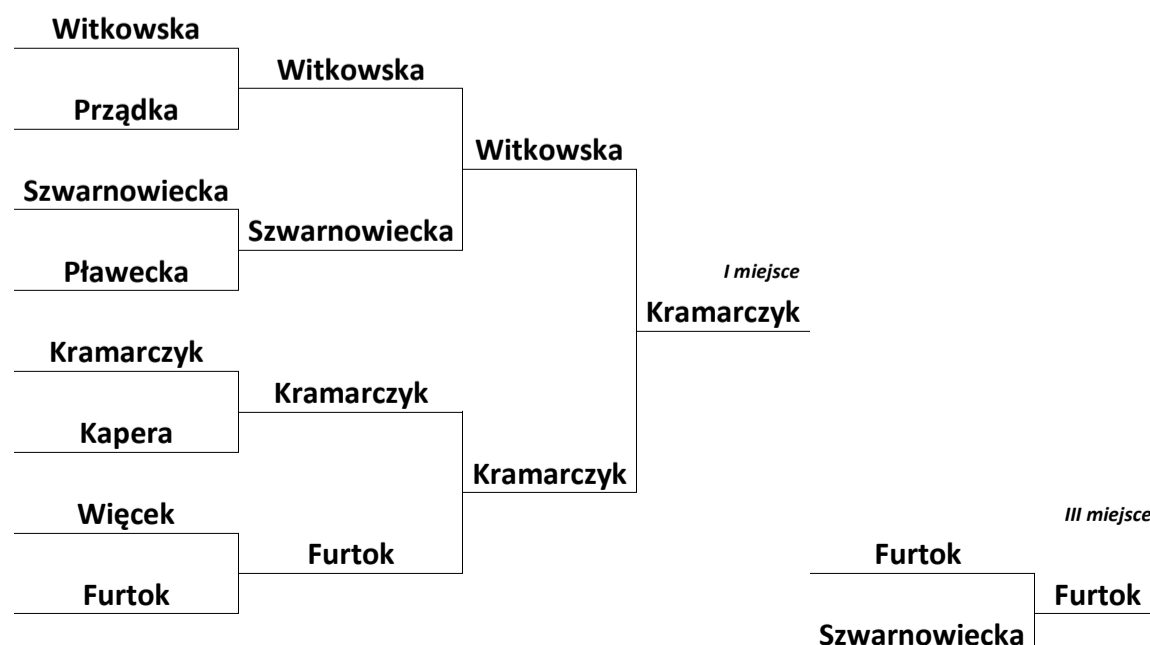 Witkowska
Witkowska
Prządka
Witkowska
Szwarnowiecka
Szwarnowiecka
Pławecka
I miejsce
Kramarczyk
Kramarczyk
Kramarczyk
Kapera
Kramarczyk
Więcek
III miejsce
Furtok
Furtok
Furtok
Furtok
Szwarnowiecka